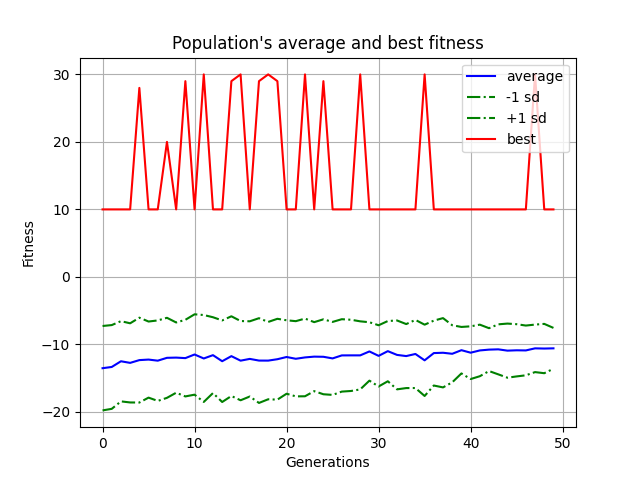 Population's average and best fitness
Fitness
30
20
10
0
−10
−20
average
-1 sd
+1 sd
best
0
10
20
30
40
50
Generations